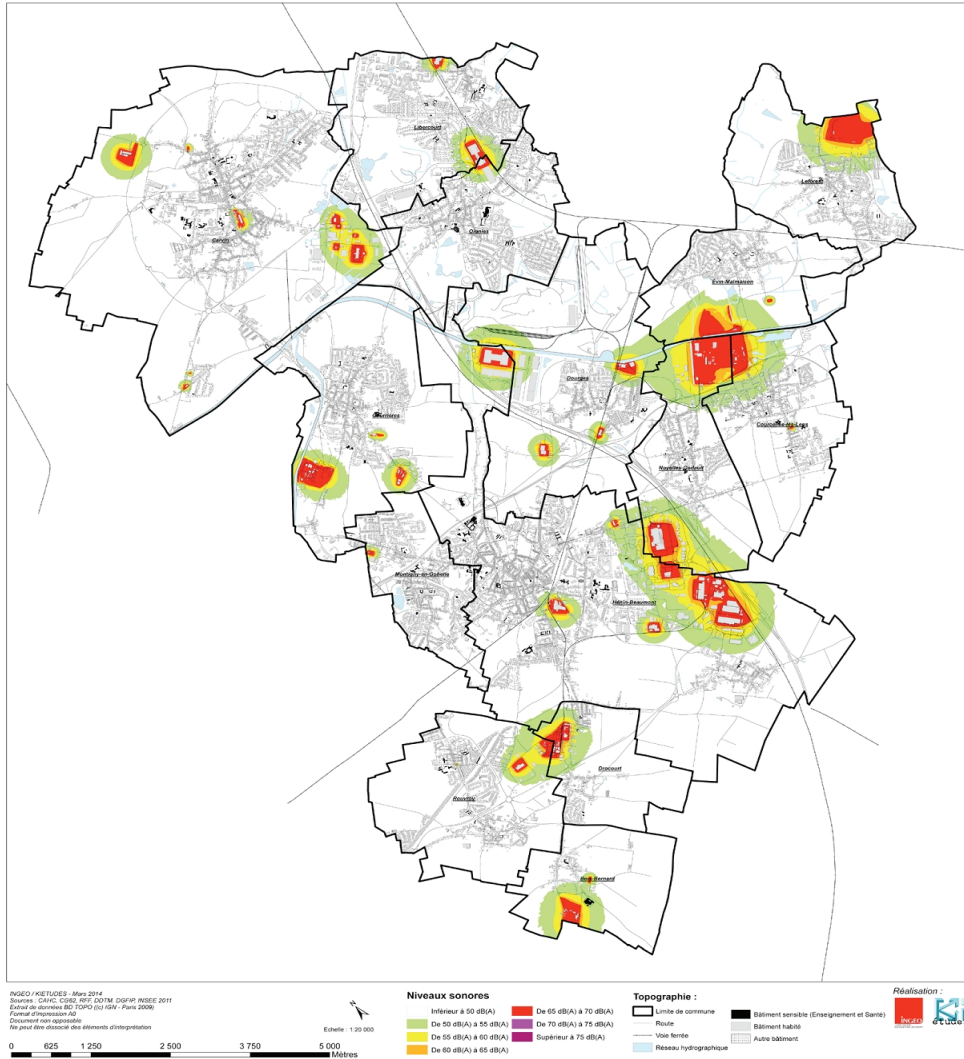 Libercourt
Leforest
Carvin
Oignies
Evin-Malmaison
Dourges
Courrières
Courcelles-lès-Lens
Noyelles-Godault
Montigny-en-Gohelle
Hénin-Beaumont
Drocourt
Rouvroy
Bois-Bernard
INGEO / KIETUDES - Mars 2014
Sources : CAHC, CG62, RFF, DDTM, DGFIP, INSEE 2011
Extrait de données BD TOPO ((c) IGN - Paris 2009)
Format d'impression A0
Document non opposable
Ne peut être dissocié des éléments d'interprétation
N
Echelle : 1:20 000
0 1 250 2 500 3 750 5 000
Mètres
Niveaux sonores
Inférieur à 50 dB(A)
De 50 dB(A) à 55 dB(A)
De 55 dB(A) à 60 dB(A)
De 60 dB(A) à 65 dB(A)
De 65 dB(A) à 70 dB(A)
De 70 dB(A) à 75 dB(A)
Supérieur à 75 dB(A)
Topographie :
Limite de commune
Route
Voie ferrée
Réseau hydrographique
Bâtiment sensible (Enseignement et Santé)
Bâtiment habité
Autre bâtiment
Réalisation :
INGEO
Ki
études